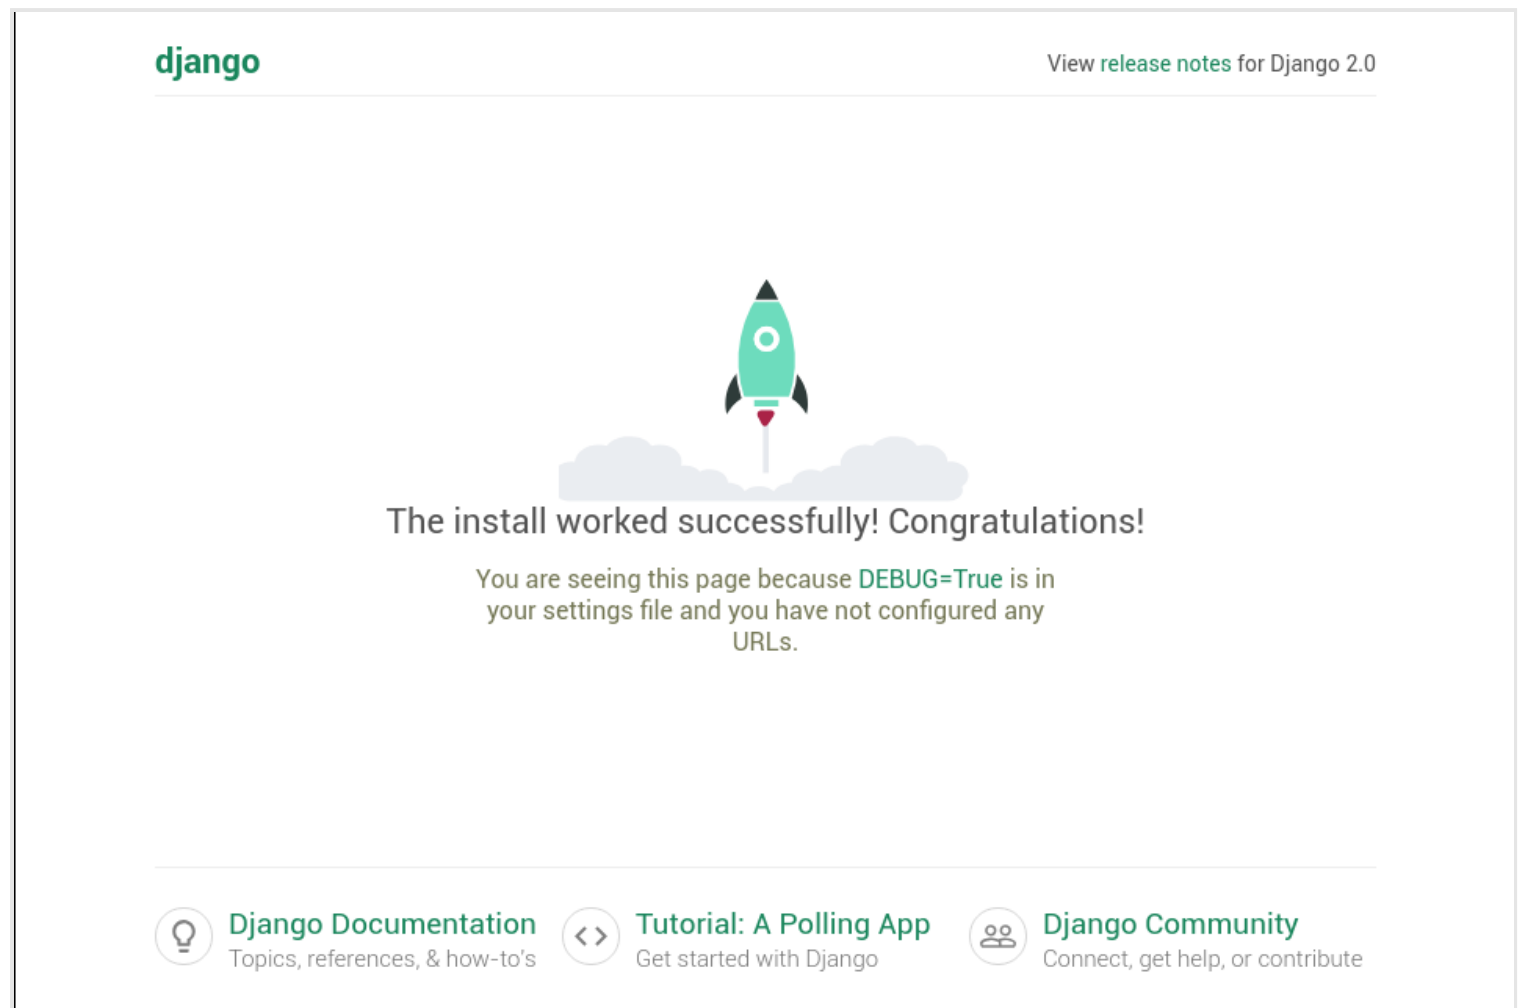 django
View release notes for Django 2.0
The install worked successfully! Congratulations!
You are seeing this page because DEBUG=True is in
your settings file and you have not configured any
URLs.
Django Documentation
Topics, references, & how-to's
Tutorial: A Polling App
Get started with Django
Django Community
Connect, get help, or contribute